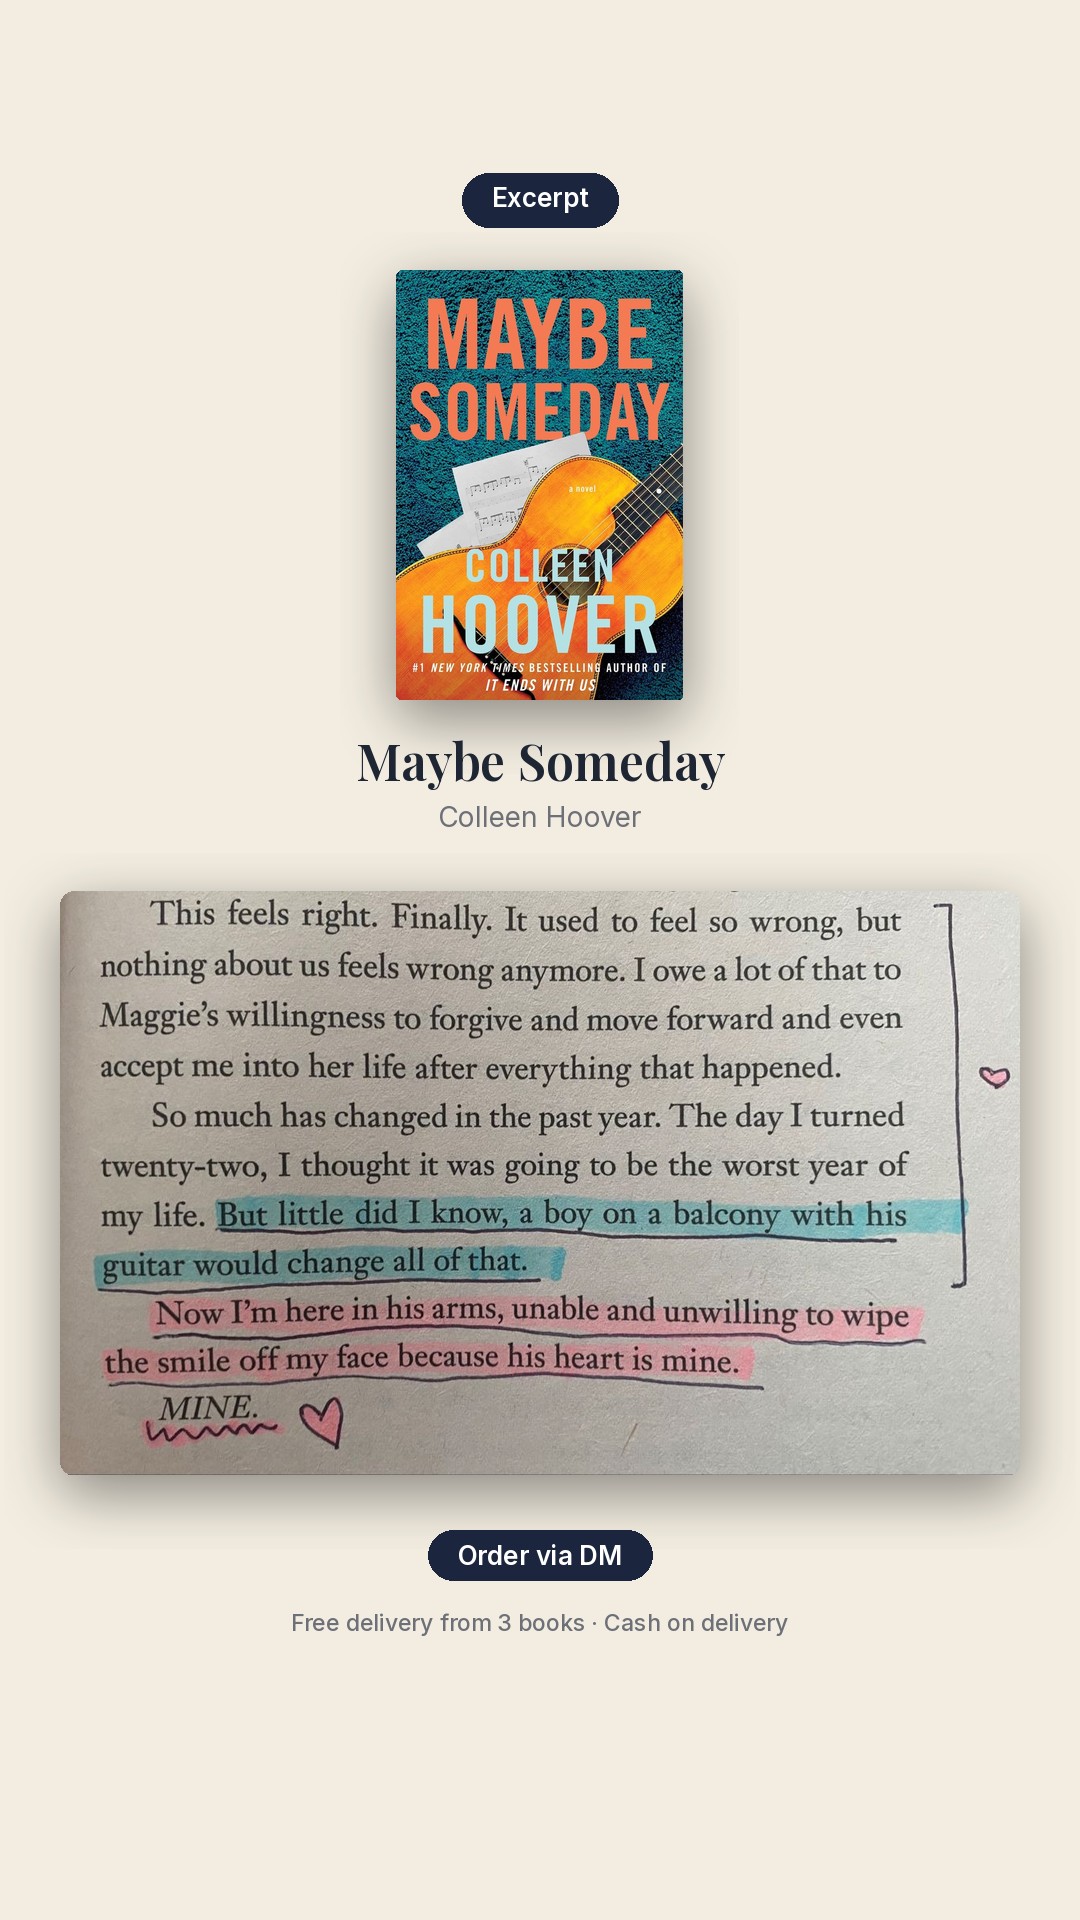 Excerpt
MAYBE
SOMEDAY
a novel
COLLEEN
HOOVER
#1 NEW YORK TIMES BESTSELLING AUTHOR OF
IT ENDS WITH US
Maybe Someday
Colleen Hoover
This feels right. Finally. It used to feel so wrong, but
nothing about us feels wrong anymore. I owe a lot of that to
Maggie’s willingness to forgive and move forward and even
accept me into her life after everything that happened.
So much has changed in the past year. The day I turned
twenty-two, I thought it was going to be the worst year of
my life. But little did I know, a boy on a balcony with his
guitar would change all of that.
Now I’m here in his arms, unable and unwilling to wipe
the smile off my face because his heart is mine.
MINE.
Order via DM
Free delivery from 3 books · Cash on delivery